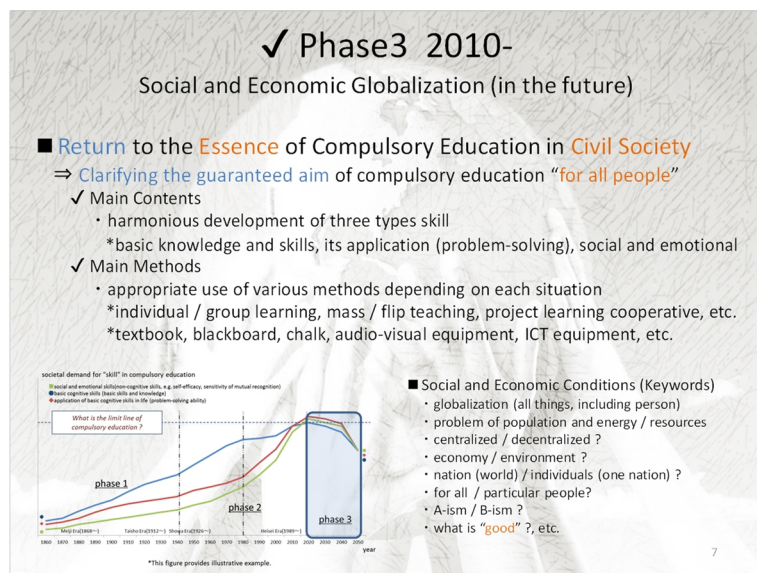 ✓ Phase3 2010-
Social and Economic Globalization (in the future)
■ Return to the Essence of Compulsory Education in Civil Society
⇒ Clarifying the guaranteed aim of compulsory education “for all people”
✓ Main Contents
・harmonious development of three types skill
*basic knowledge and skills, its application (problem-solving), social and emotional
✓ Main Methods
・appropriate use of various methods depending on each situation
*individual / group learning, mass / flip teaching, project learning cooperative, etc.
*textbook, blackboard, chalk, audio-visual equipment, ICT equipment, etc.
societal demand for “skill” in compulsory education
social and emotional skills(non-cognitive skills, e.g. self-efficacy, sensitivity of mutual recognition)
basic cognitive skills (basic skills and knowledge)
application of basic cognitive skills in life (problem-solving ability)
What is the limit line of
compulsory education ?
phase 1
phase 2
phase 3
Meiji Era(1868～) Taisho Era(1912～) Showa Era(1926～) Heisei Era(1989～)
1860 1870 1880 1890 1900 1910 1920 1930 1940 1950 1960 1970 1980 1990 2000 2010 2020 2030 2040 2050
year
*This figure provides illustrative example.
■ Social and Economic Conditions (Keywords)
・globalization (all things, including person)
・problem of population and energy / resources
・centralized / decentralized ?
・economy / environment ?
・nation (world) / individuals (one nation) ?
・for all / particular people?
・A-ism / B-ism ?
・what is “good” ?, etc.
7